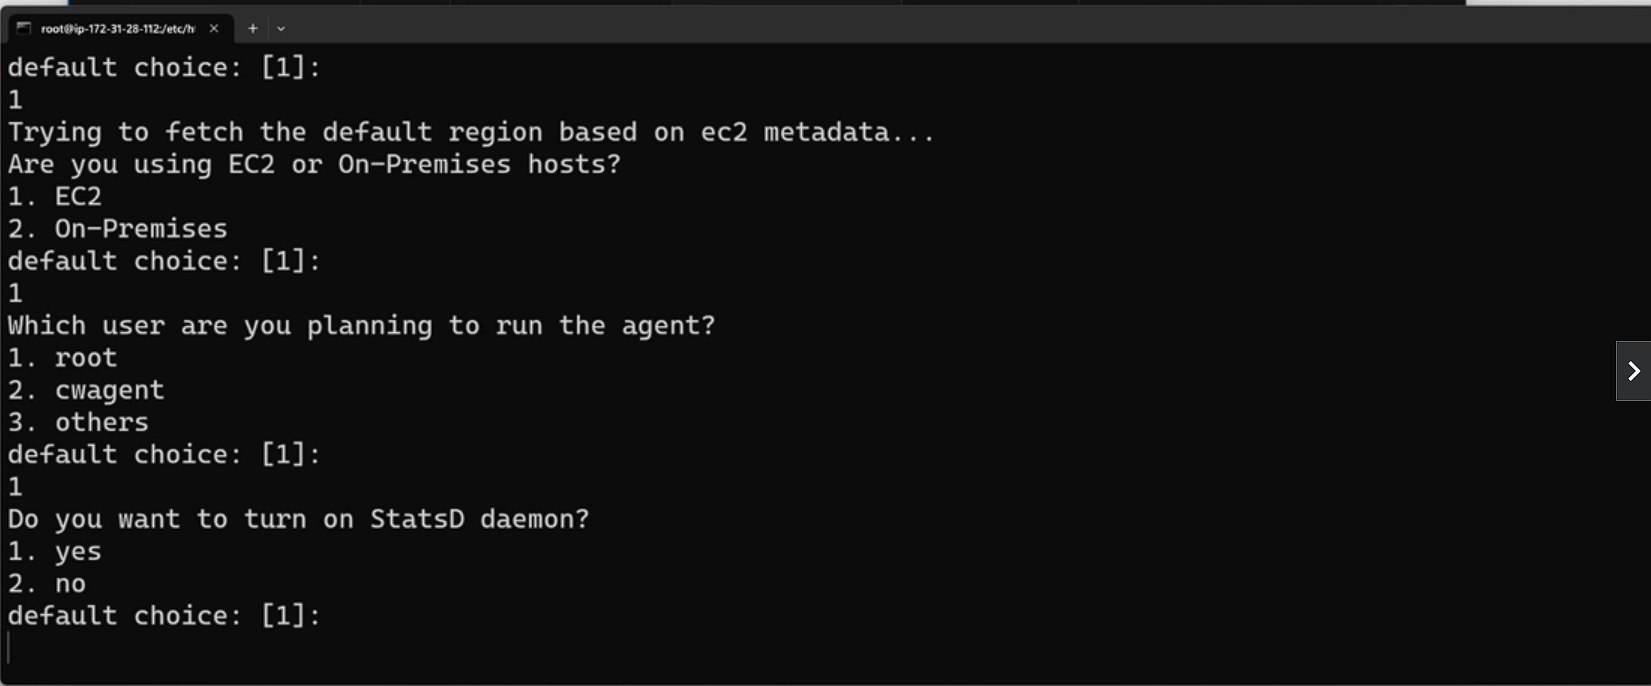 root@ip-172-31-28-112:/etc/h
default choice: [1]:
1
Trying to fetch the default region based on ec2 metadata...
Are you using EC2 or On-Premises hosts?
1. EC2
2. On-Premises
default choice: [1]:
1
Which user are you planning to run the agent?
1. root
2. cwagent
3. others
default choice: [1]:
1
Do you want to turn on StatsD daemon?
1. yes
2. no
default choice: [1]: